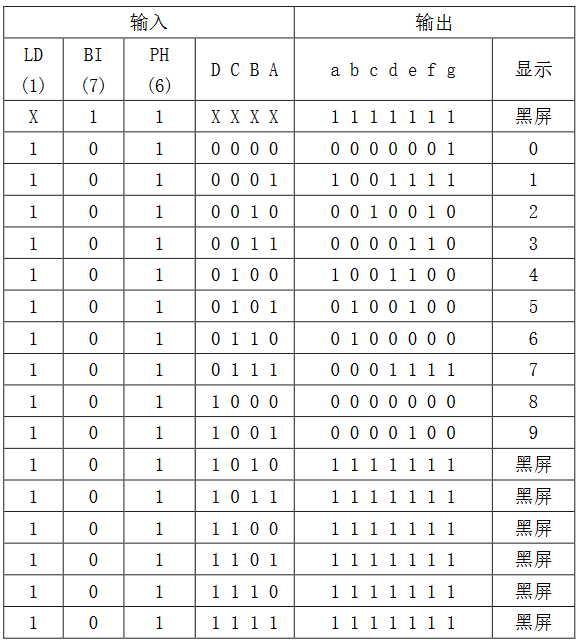 输入 输出
LD (1) BI (7) PH (6) D C B A a b c d e f g 显示
X 1 1 X X X X 1 1 1 1 1 1 1 黑屏
1 0 1 0 0 0 0 0 0 0 0 0 0 1 0
1 0 1 0 0 0 1 1 0 0 1 1 1 1 1
1 0 1 0 0 1 0 0 0 1 0 0 1 0 2
1 0 1 0 0 1 1 0 0 0 0 1 1 0 3
1 0 1 0 1 0 0 1 0 0 1 1 0 0 4
1 0 1 0 1 0 1 0 1 0 0 1 0 0 5
1 0 1 0 1 1 0 0 1 0 0 0 0 0 6
1 0 1 0 1 1 1 0 0 0 1 1 1 1 7
1 0 1 1 0 0 0 0 0 0 0 0 0 0 8
1 0 1 1 0 0 1 0 0 0 0 1 0 0 9
1 0 1 1 0 1 0 1 1 1 1 1 1 1 黑屏
1 0 1 1 0 1 1 1 1 1 1 1 1 1 黑屏
1 0 1 1 1 0 0 1 1 1 1 1 1 1 黑屏
1 0 1 1 1 0 1 1 1 1 1 1 1 1 黑屏
1 0 1 1 1 1 0 1 1 1 1 1 1 1 黑屏
1 0 1 1 1 1 1 1 1 1 1 1 1 1 黑屏